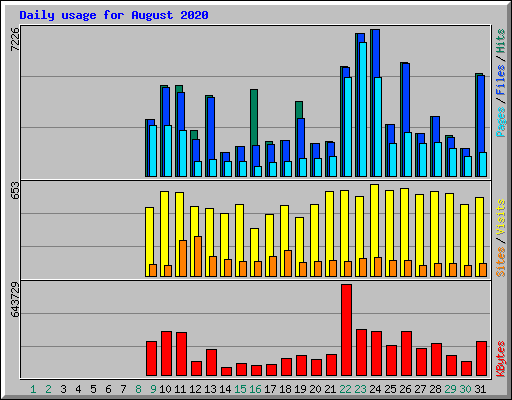 Daily usage for August 2020
7226
Pages / Files / Hits
653
Sites / Visits
643729
KBytes
1 2 3 4 5 6 7 8 9 10 11 12 13 14 15 16 17 18 19 20 21 22 23 24 25 26 27 28 29 30 31